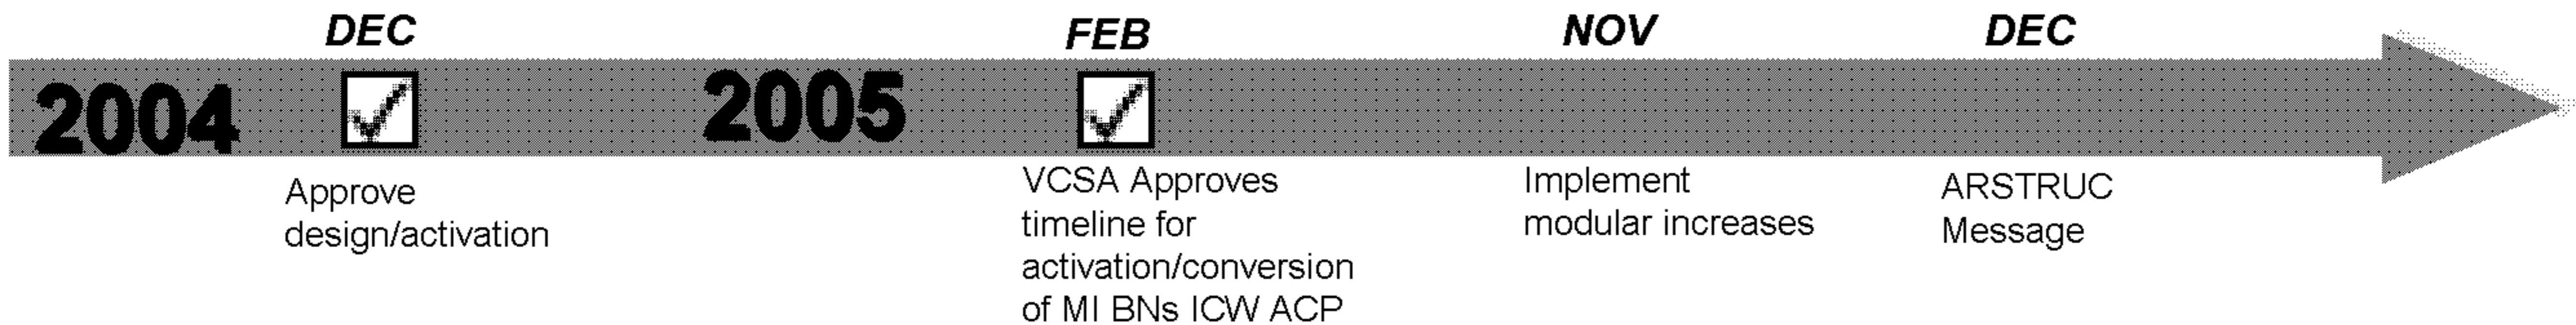 DEC
FEB
NOV
DEC
2004
2005
Approve
design/activation
VCSA Approves
timeline for
activation/conversion
of MI BNs ICW ACP
Implement
modular increases
ARSTRUC
Message